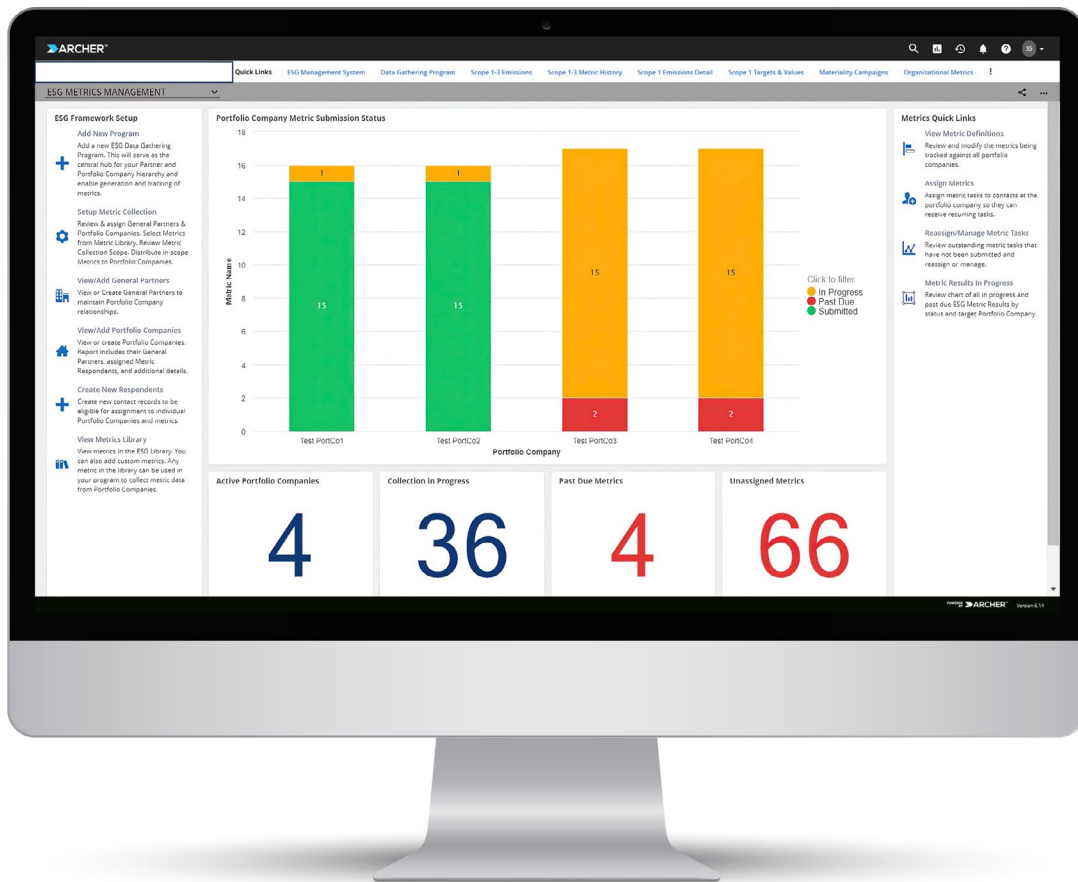 ARCHER™
SG
Quick Links ESG Management System Data Gathering Program Scope 1-3 Emissions Scope 1-3 Metric History Scope 1 Emissions Detail Scope 1 Targets & Values Materiality Campaigns Organizational Metrics
ESG METRICS MANAGEMENT
ESG Framework Setup
Add New Program
Add a new ESG Data Gathering
Program. This will serve as the
central hub for your Partner and
Portfolio Company hierarchy and
enable generation and tracking of
metrics.
Setup Metric Collection
Review & assign General Partners &
Portfolio Companies. Select Metrics
from Metric Library. Review Metric
Collection Scope. Distribute in-scope
Metrics to Portfolio Companies.
View/Add General Partners
View or Create General Partners to
maintain Portfolio Company
relationships.
View/Add Portfolio Companies
View or create Portfolio Companies.
Report includes their General
Partners, assigned Metric
Respondents, and additional details.
Create New Respondents
Create new contact records to be
eligible for assignment to individual
Portfolio Companies and metrics.
View Metrics Library
View metrics in the ESG Library. You
can also add custom metrics. Any
metric in the library can be used in
your program to collect metric data
from Portfolio Companies.
Portfolio Company Metric Submission Status
Metric Name
18
16
14
12
10
8
6
4
2
0
1 1
15 15 15 15
2 2
Test PortCo1 Test PortCo2 Test PortCo3 Test PortCo4
Portfolio Company
Click to filter
In Progress
Past Due
Submitted
Active Portfolio Companies
4
Collection in Progress
36
Past Due Metrics
4
Unassigned Metrics
66
Metrics Quick Links
View Metric Definitions
Review and modify the metrics being
tracked against all portfolio
companies.
Assign Metrics
Assign metric tasks to contacts at the
portfolio company so they can
receive recurring tasks.
Reassign/Manage Metric Tasks
Review outstanding metric tasks that
have not been submitted and
reassign or manage.
Metric Results In Progress
Review chart of all in progress and
past due ESG Metric Results by
status and target Portfolio Company.
POWERED BY ARCHER™ Version 6.14